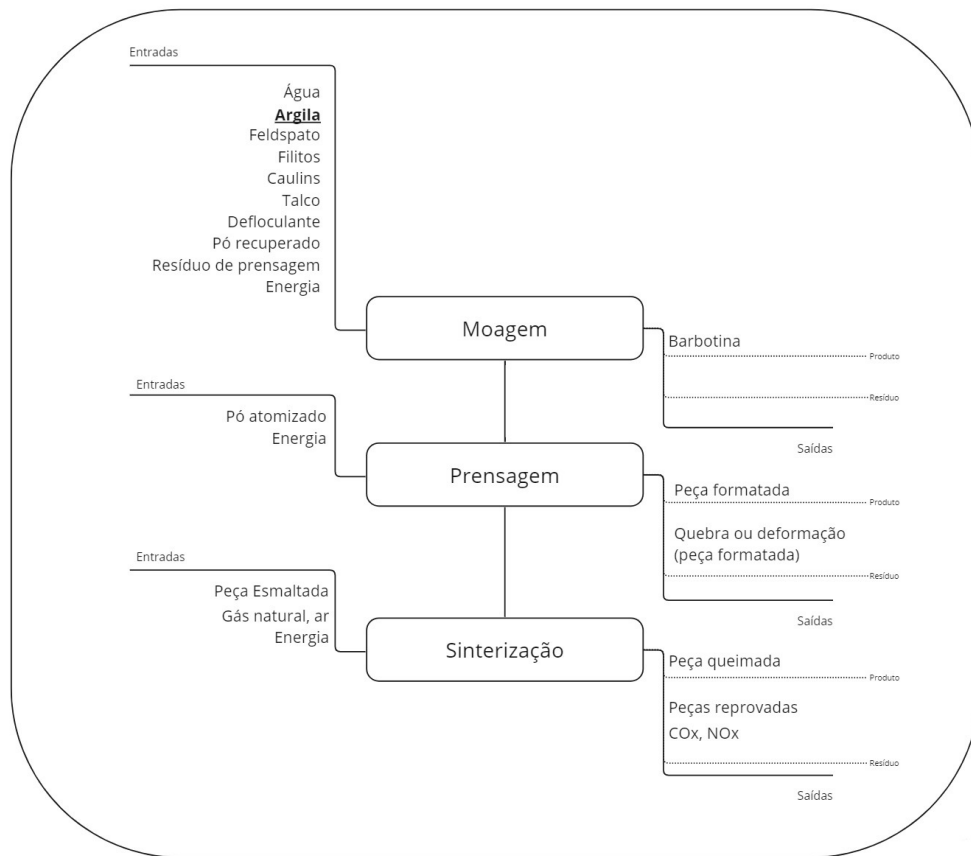 Entradas
Água
Argila
Feldspato
Filitos
Caulins
Talco
Defloculante
Pó recuperado
Resíduo de prensagem
Energia
Moagem
Barbotina
Produto
Resíduo
Saídas
Entradas
Pó atomizado
Energia
Prensagem
Peça formatada
Produto
Quebra ou deformação
(peça formatada)
Resíduo
Saídas
Entradas
Peça Esmaltada
Gás natural, ar
Energia
Sinterização
Peça queimada
Produto
Peças reprovadas
COx, NOx
Resíduo
Saídas